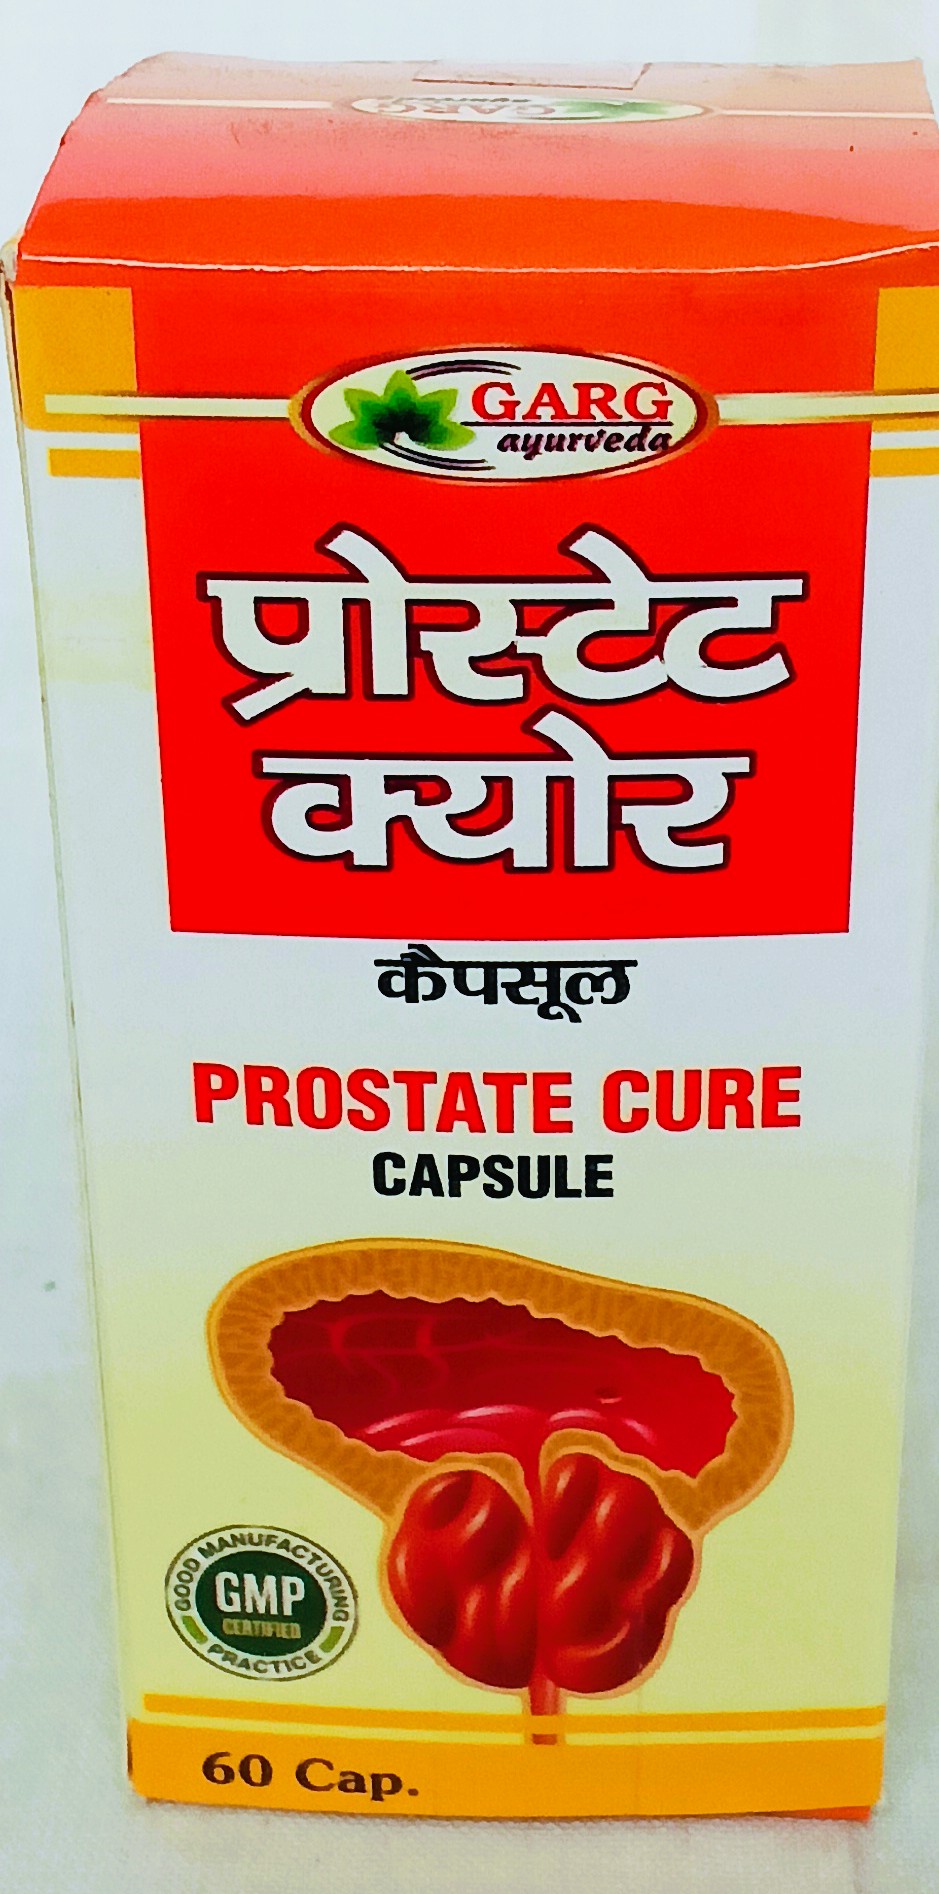 GARG
ayurveda
प्रोस्टेट
क्योर
कैपसूल
PROSTATE CURE
CAPSULE
GOOD MANUFACTURING
GMP
CERTIFIED
PRACTICE
60 Cap.